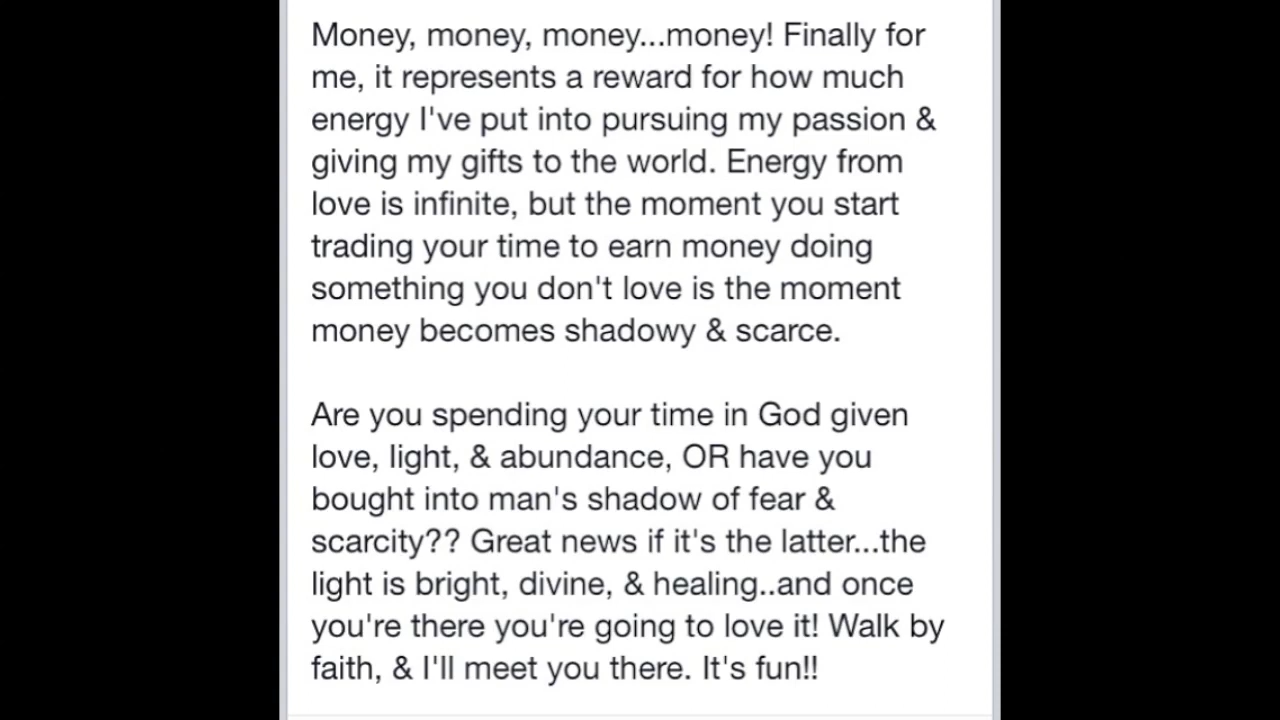 Money, money, money...money! Finally for
me, it represents a reward for how much
energy I've put into pursuing my passion &
giving my gifts to the world. Energy from
love is infinite, but the moment you start
trading your time to earn money doing
something you don't love is the moment
money becomes shadowy & scarce.
Are you spending your time in God given
love, light, & abundance, OR have you
bought into man's shadow of fear &
scarcity?? Great news if it's the latter...the
light is bright, divine, & healing..and once
you're there you're going to love it! Walk by
faith, & I'll meet you there. It's fun!!